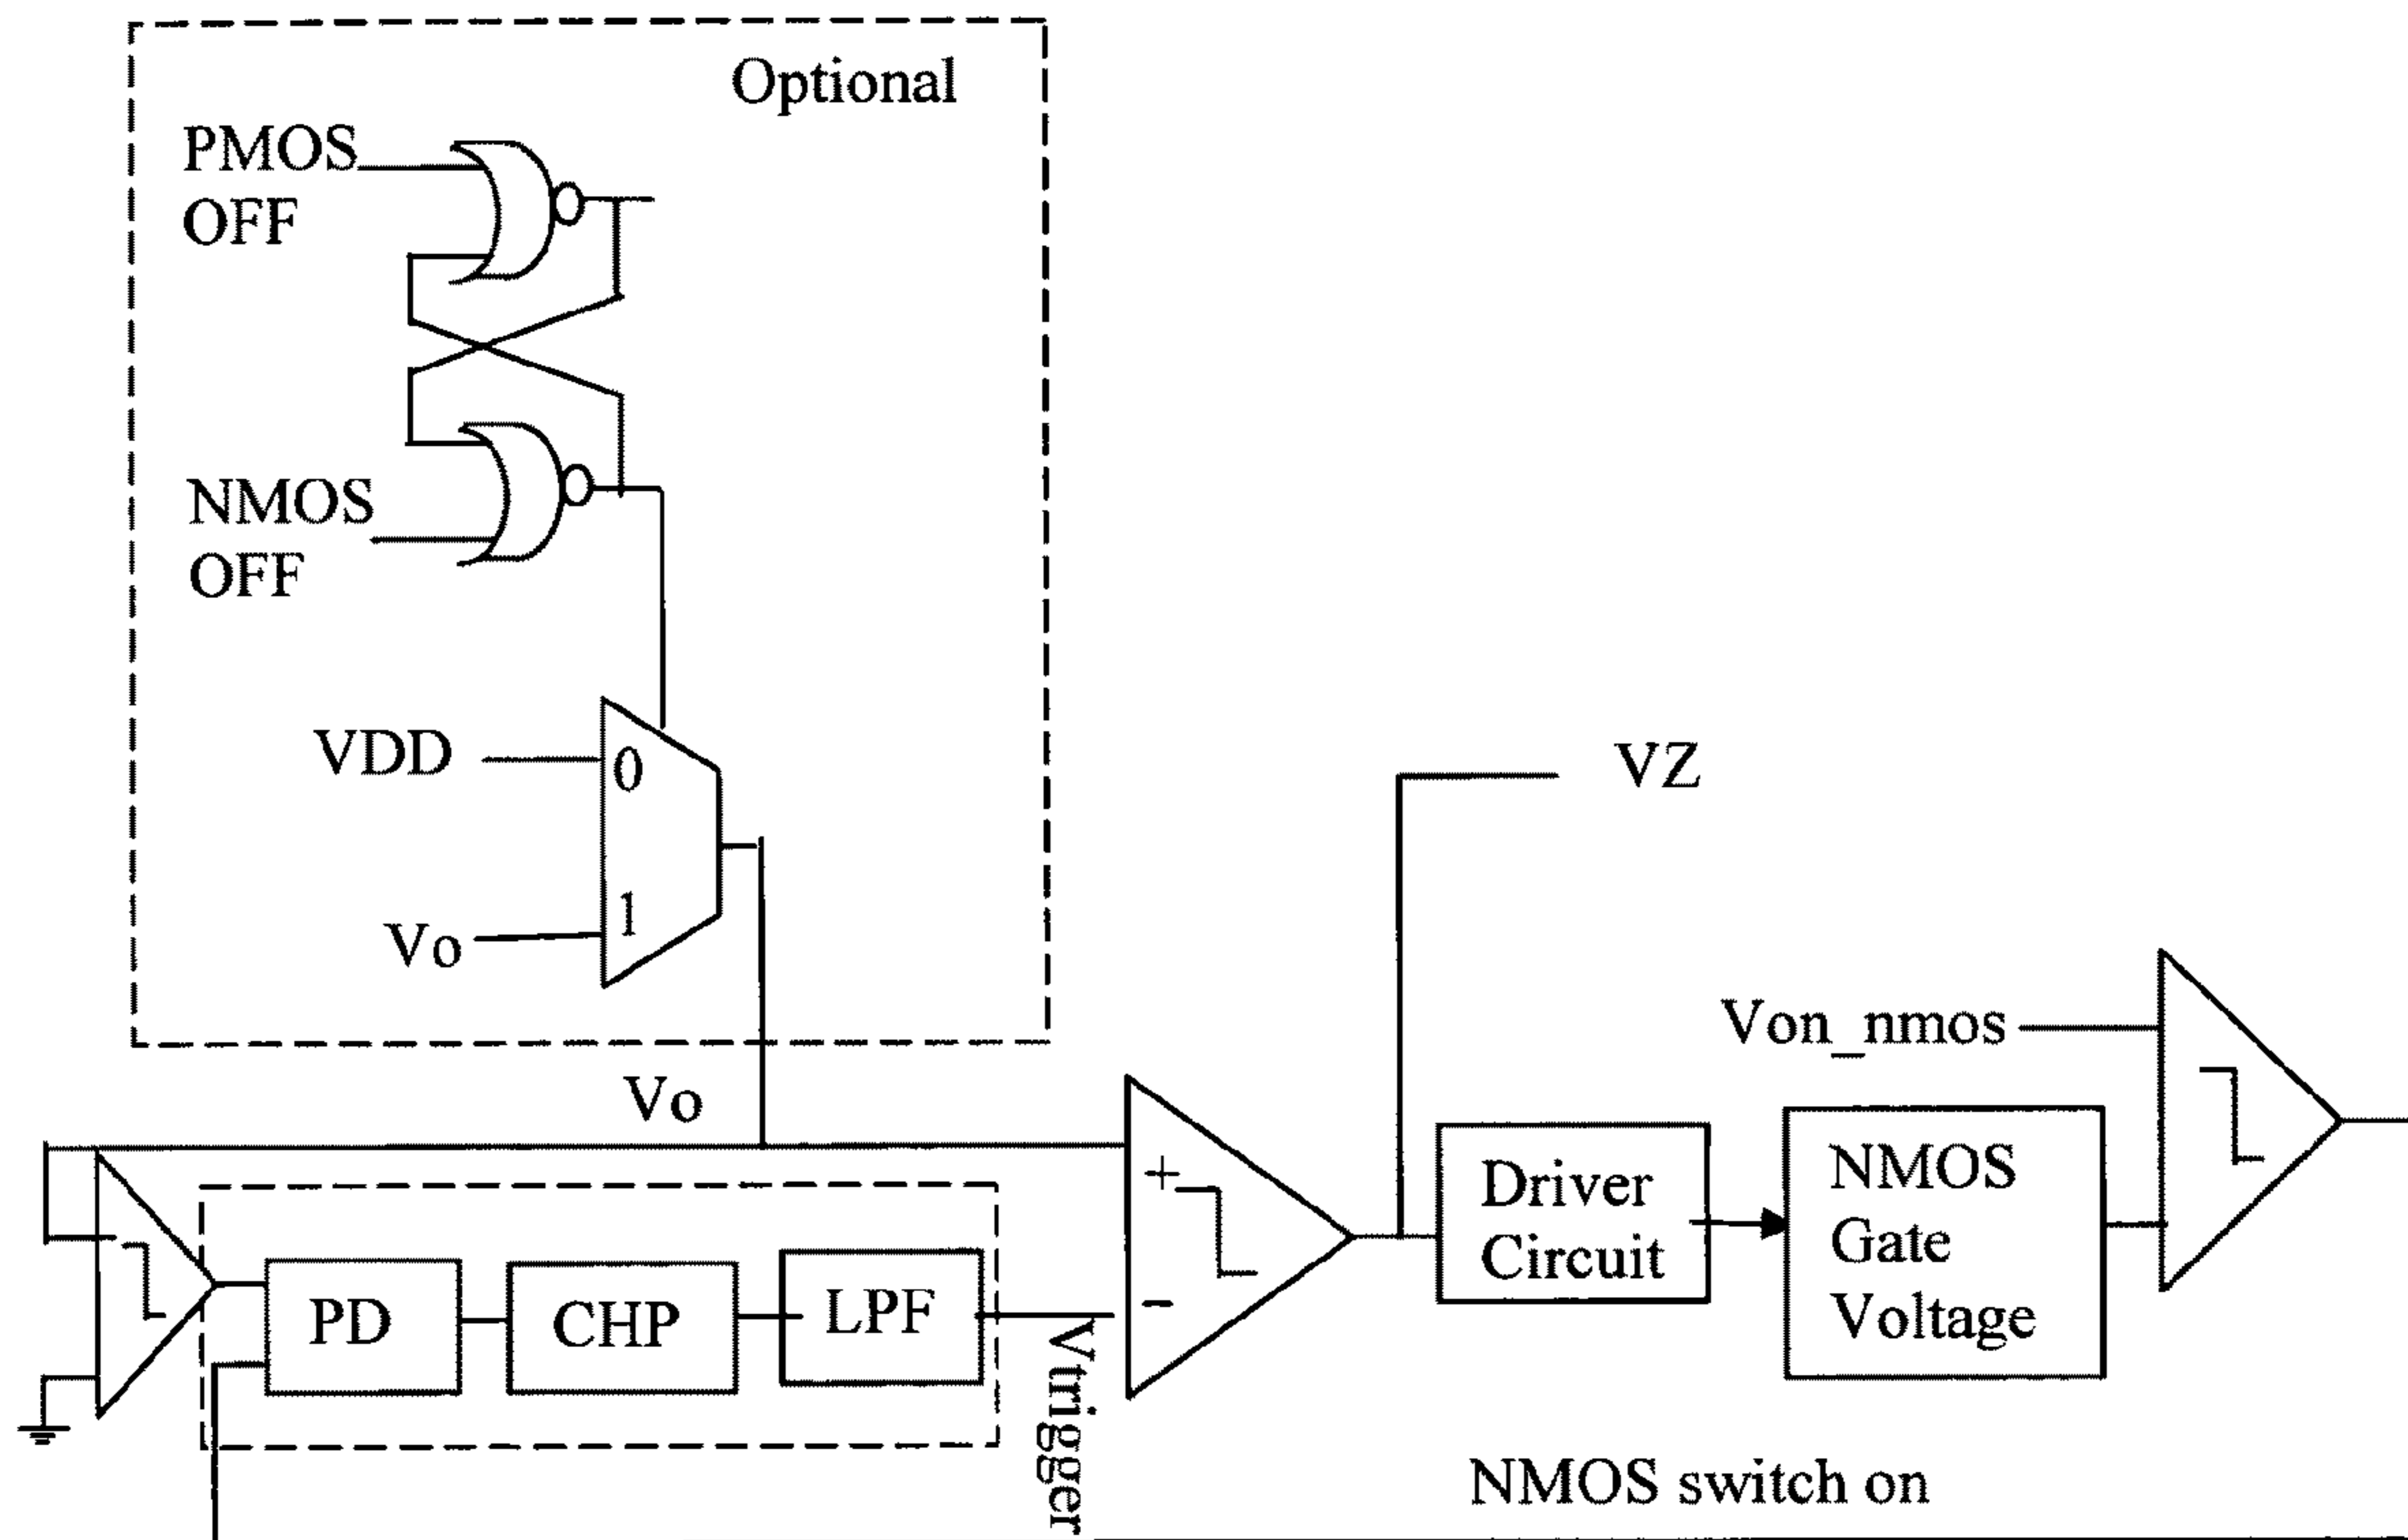 Optional
PMOS
OFF
NMOS
OFF
VDD
0
1
Vo
VZ
Von_nmos
Vo
+
-
Driver
Circuit
NMOS
Gate
Voltage
PD
CHP
LPF
Vtrigger
NMOS switch on